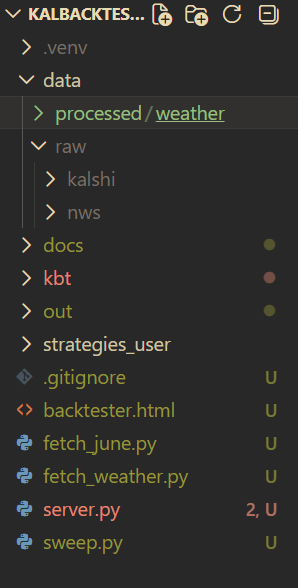 KALBACKTES...
.venv
data
processed/weather
raw
kalshi
nws
docs
kbt
out
strategies_user
.gitignore U
backtester.html U
fetch_june.py U
fetch_weather.py U
server.py 2, U
sweep.py U